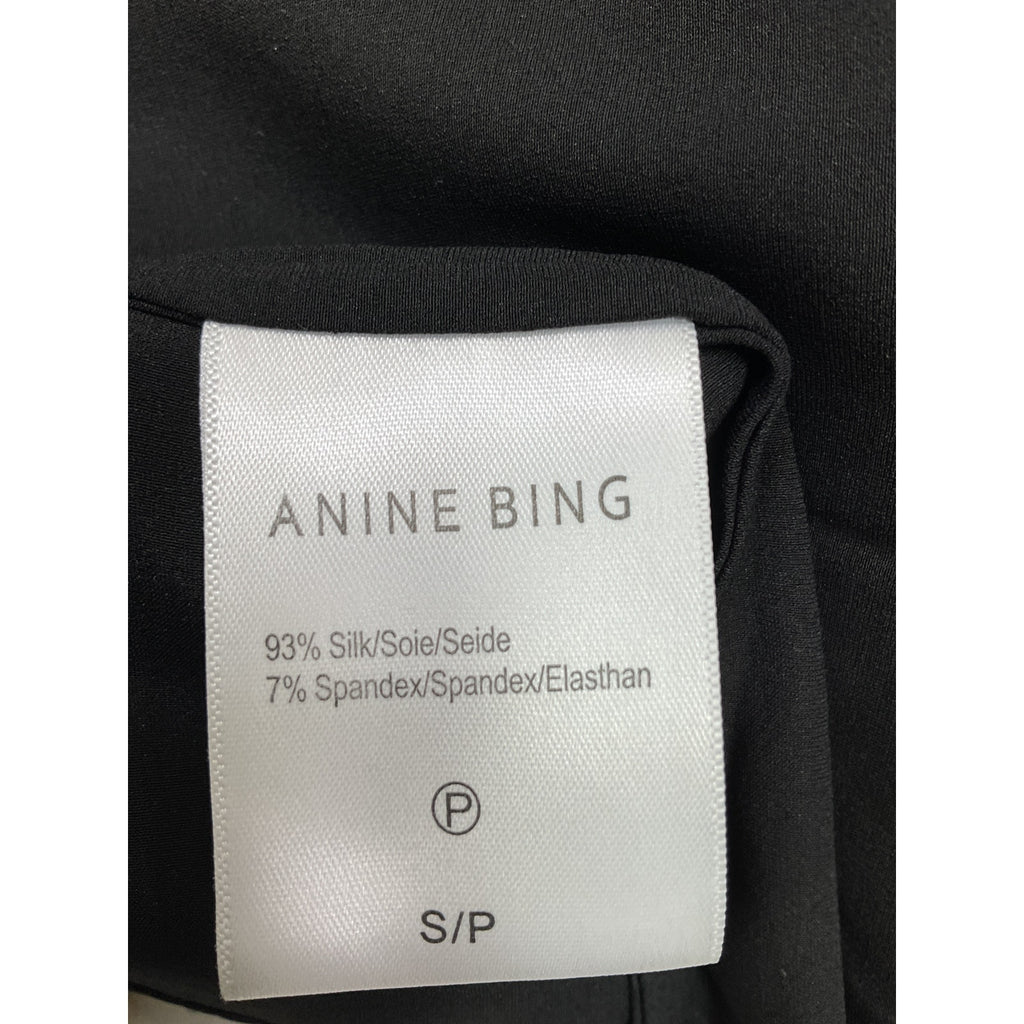 ANINE BING
93% Silk/Soie/Seide
7% Spandex/Spandex/Elasthan
Ⓟ
S/P